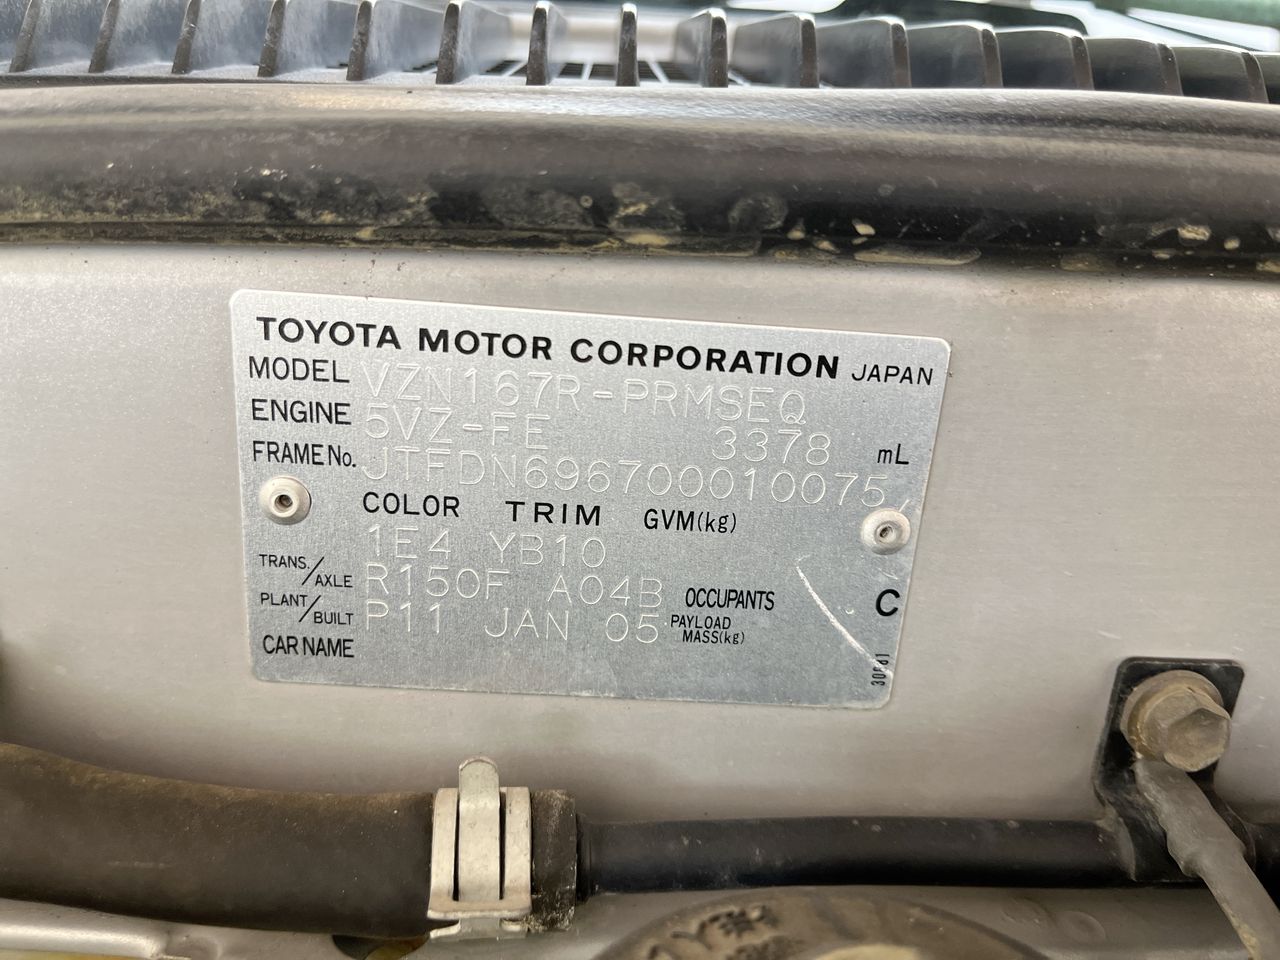 TOYOTA MOTOR CORPORATION JAPAN
MODEL VZN167R-PRMSEQ
ENGINE 5VZ-FE 3378 mL
FRAME No. JTFDN696700010075
COLOR TRIM GVM(kg)
1E4 YB10
TRANS./AXLE R150F A04B OCCUPANTS C
PLANT/BUILT P11 JAN 05 PAYLOAD MASS(kg)
CAR NAME